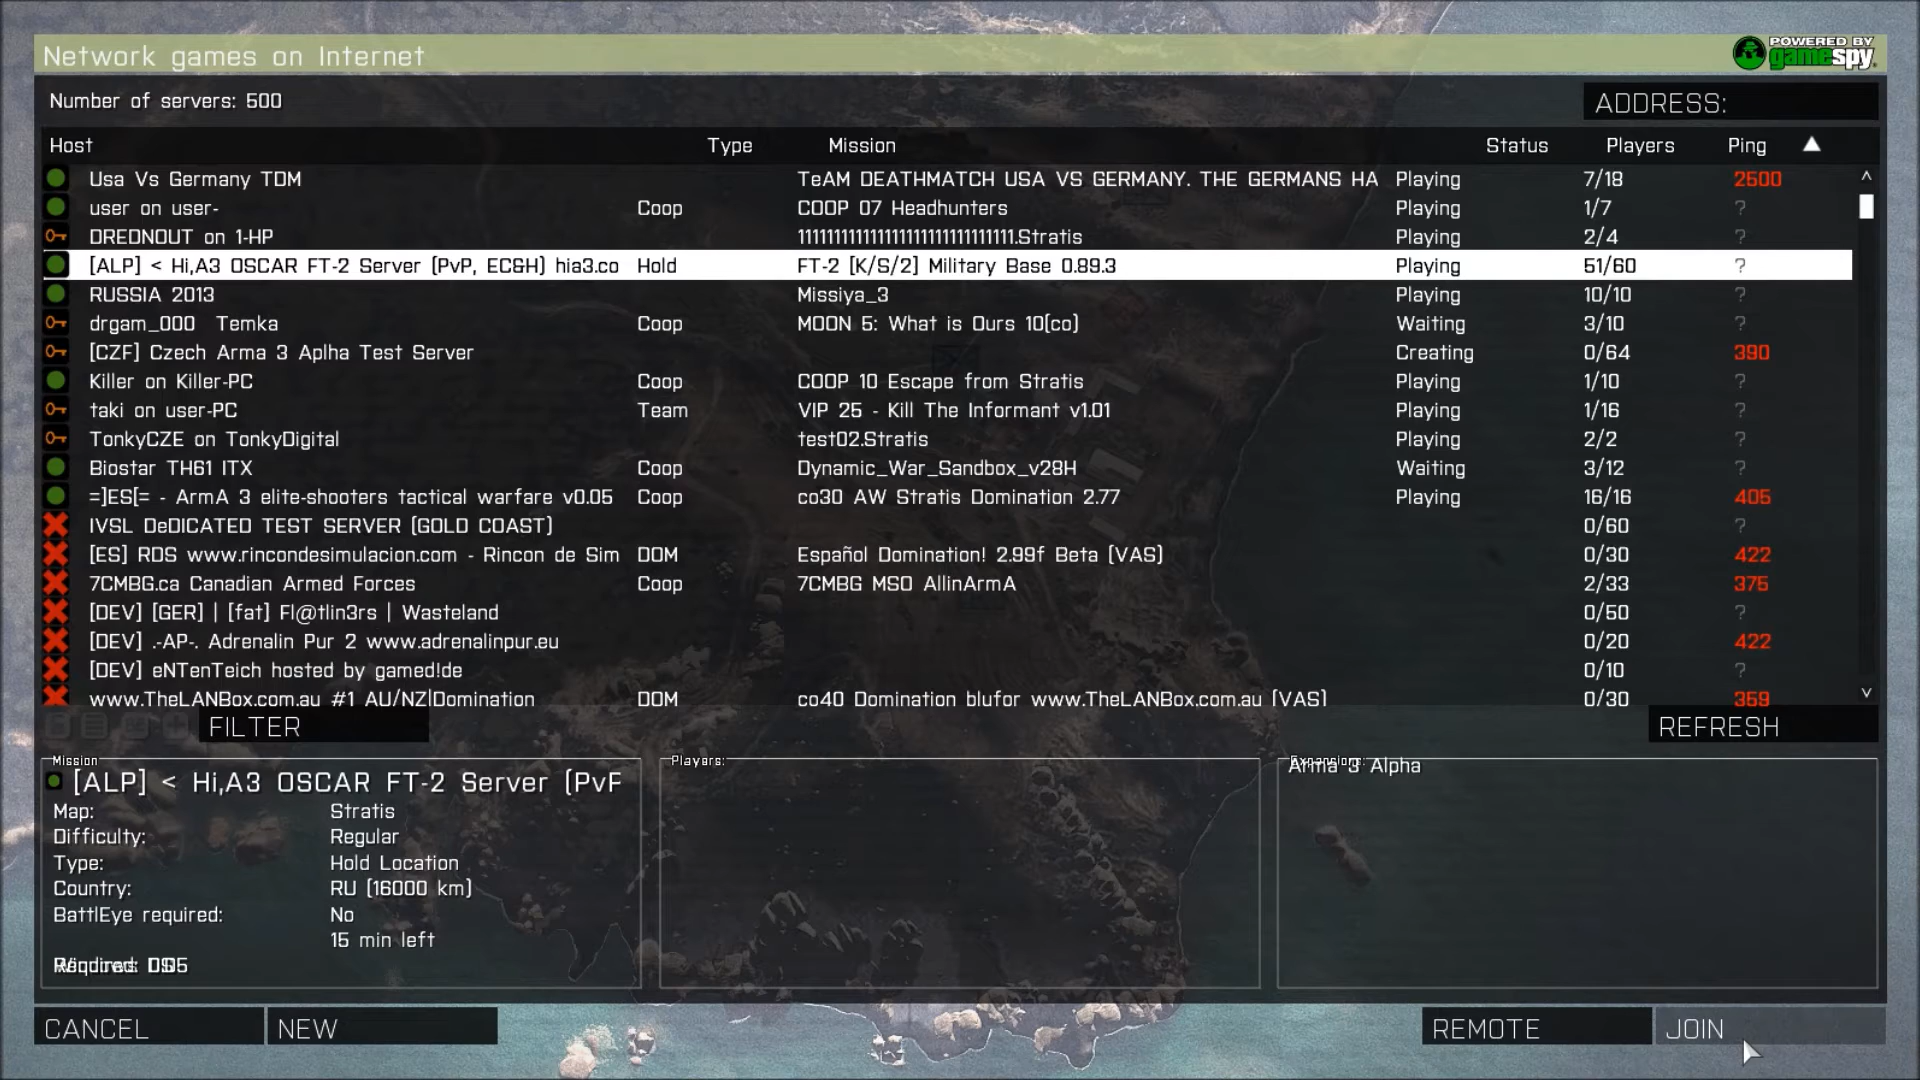 Network games on Internet
POWERED BY
gamespy
Number of servers: 500
ADDRESS:
Host Type Mission Status Players Ping
Usa Vs Germany TDM TeAM DEATHMATCH USA VS GERMANY. THE GERMANS HA Playing 7/18 2500
user on user- Coop COOP 07 Headhunters Playing 1/7 ?
DREDNOUT on 1-HP .Stratis Playing 2/4 ?
[ALP] < Hi,A3 OSCAR FT-2 Server (PvP, EC&H) hia3.co Hold FT-2 [K/S/2] Military Base 0.89.3 Playing 51/60 ?
RUSSIA 2013 Missiya_3 Playing 10/10 ?
drgam_000 Temka Coop MOON 5: What is Ours 10(co) Waiting 3/10 ?
[CZF] Czech Arma 3 Aplha Test Server Creating 0/64 390
Killer on Killer-PC Coop COOP 10 Escape from Stratis Playing 1/10 ?
taki on user-PC Team VIP 25 - Kill The Informant v1.01 Playing 1/16 ?
TonkyCZE on TonkyDigital test02.Stratis Playing 2/2 ?
Biostar TH61 ITX Coop Dynamic_War_Sandbox_v28H Waiting 3/12 ?
=]ES[= - ArmA 3 elite-shooters tactical warfare v0.05 Coop co30 AW Stratis Domination 2.77 Playing 16/16 405
IVSL DeDICATED TEST SERVER (GOLD COAST) 0/60 ?
[ES] RDS www.rincondesimulacion.com - Rincon de Sim DOM Español Domination! 2.99f Beta (VAS) 0/30 422
7CMBG.ca Canadian Armed Forces Coop 7CMBG MSO AllinArmA 2/33 375
[DEV] [GER] | [fat] Fl@tlin3rs | Wasteland 0/50 ?
[DEV] .-AP-. Adrenalin Pur 2 www.adrenalinpur.eu 0/20 422
[DEV] eNTenTeich hosted by gamed!de 0/10 ?
www.TheLANBox.com.au #1 AU/NZ|Domination DOM co40 Domination blufor www.TheLANBox.com.au (VAS) 0/30 359
FILTER
REFRESH
Mission
Players:
Arma 3 Alpha
[ALP] < Hi,A3 OSCAR FT-2 Server (PvP
Map: Stratis
Difficulty: Regular
Type: Hold Location
Country: RU (16000 km)
BattlEye required: No
15 min left
CANCEL
NEW
REMOTE
JOIN